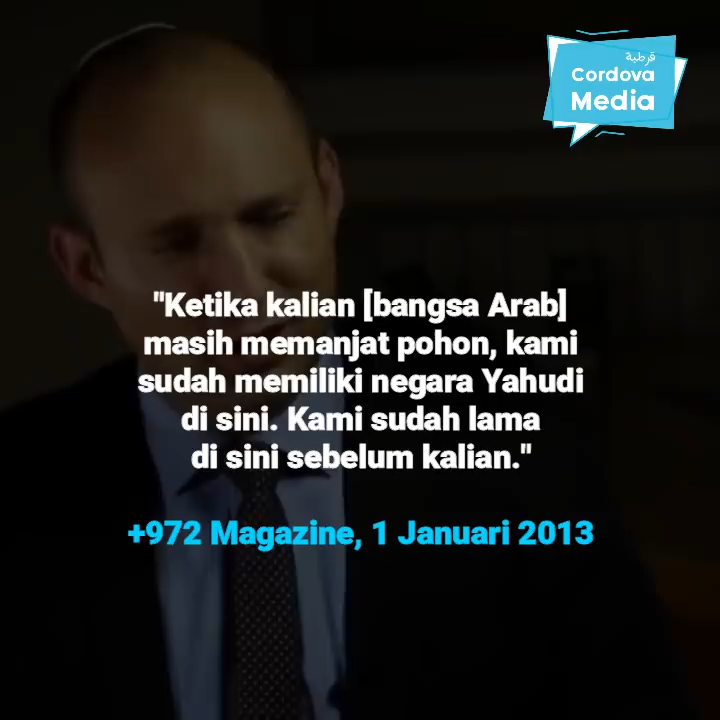 قرطبة
Cordova
Media
"Ketika kalian [bangsa Arab]
masih memanjat pohon, kami
sudah memiliki negara Yahudi
di sini. Kami sudah lama
di sini sebelum kalian."
+972 Magazine, 1 Januari 2013